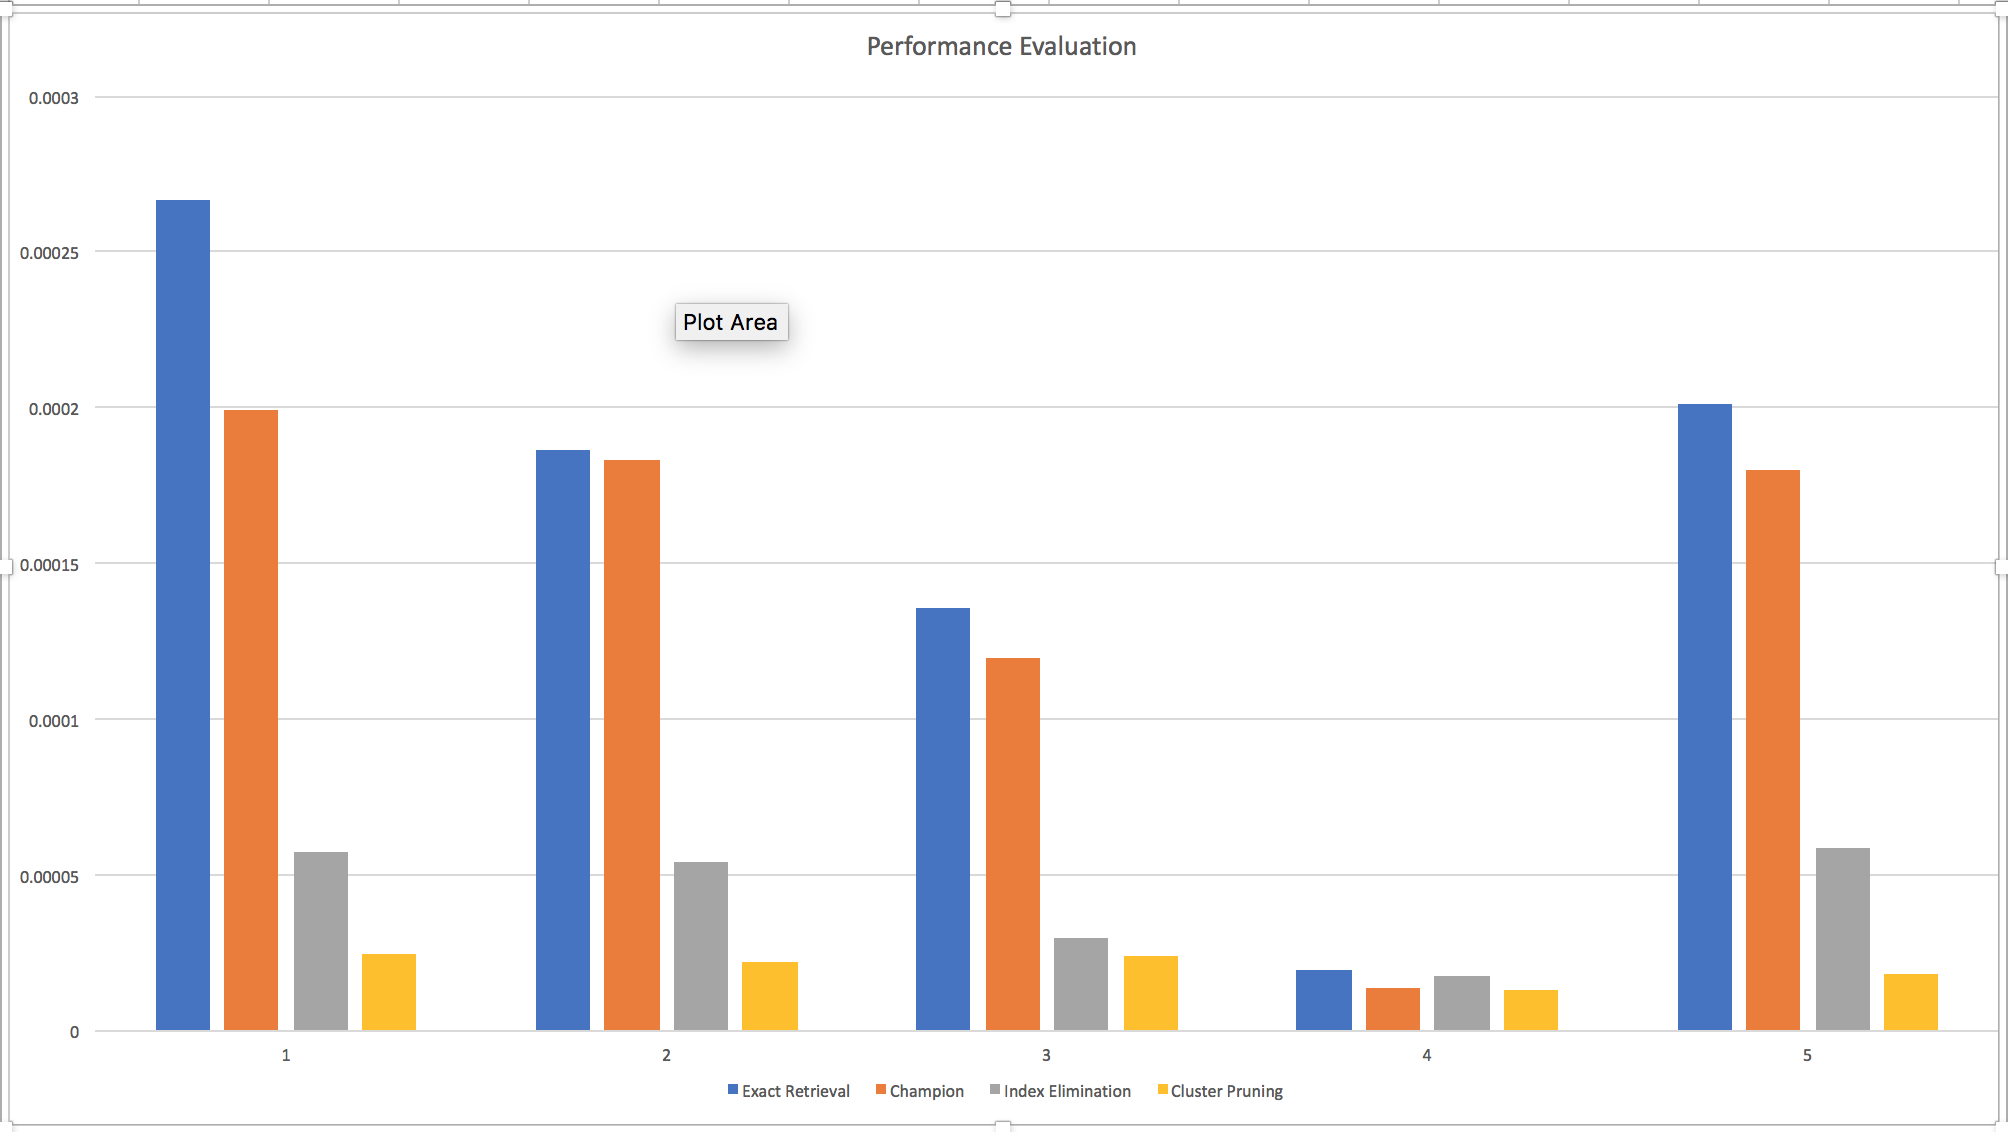 Performance Evaluation
0.0003
0.00025
Plot Area
0.0002
0.00015
0.0001
0.00005
0
1 2 3 4 5
Exact Retrieval Champion Index Elimination Cluster Pruning